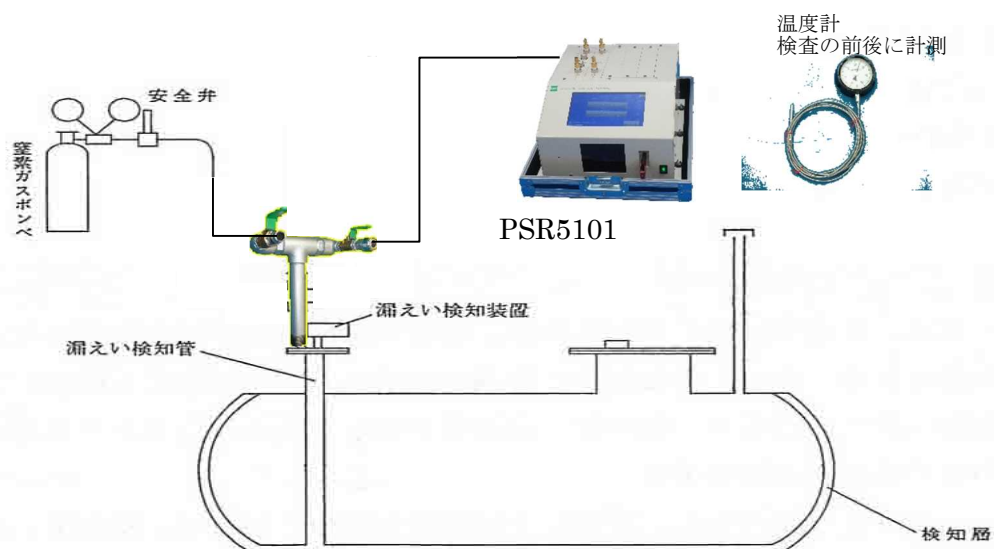 温度計
検査の前後に計測
安全弁
窒素ガスボンベ
PSR5101
漏えい検知装置
漏えい検知管
検知層